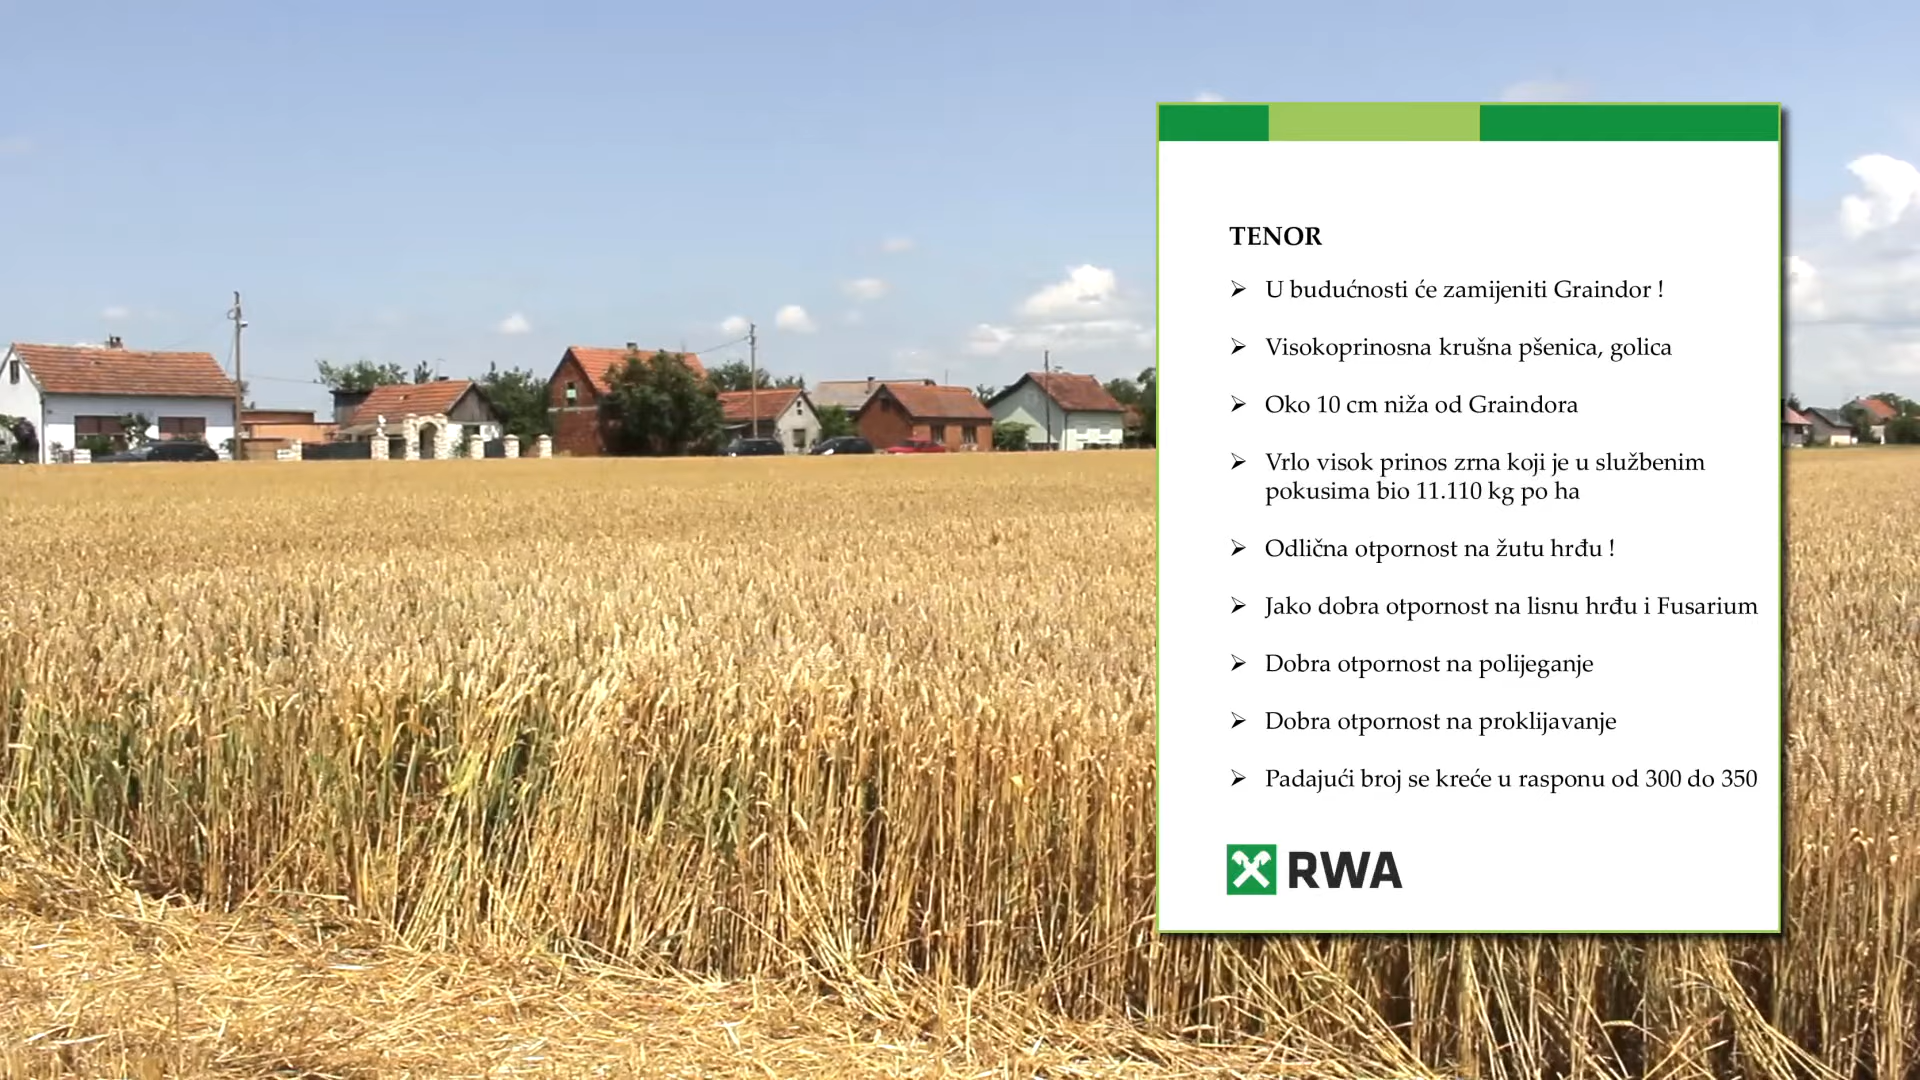 TENOR
U budućnosti će zamijeniti Graindor !
Visokoprinosna krušna pšenica, golica
Oko 10 cm niža od Graindora
Vrlo visok prinos zrna koji je u službenim
pokusima bio 11.110 kg po ha
Odlična otpornost na žutu hrđu !
Jako dobra otpornost na lisnu hrđu i Fusarium
Dobra otpornost na polijeganje
Dobra otpornost na proklijavanje
Padajući broj se kreće u rasponu od 300 do 350
RWA